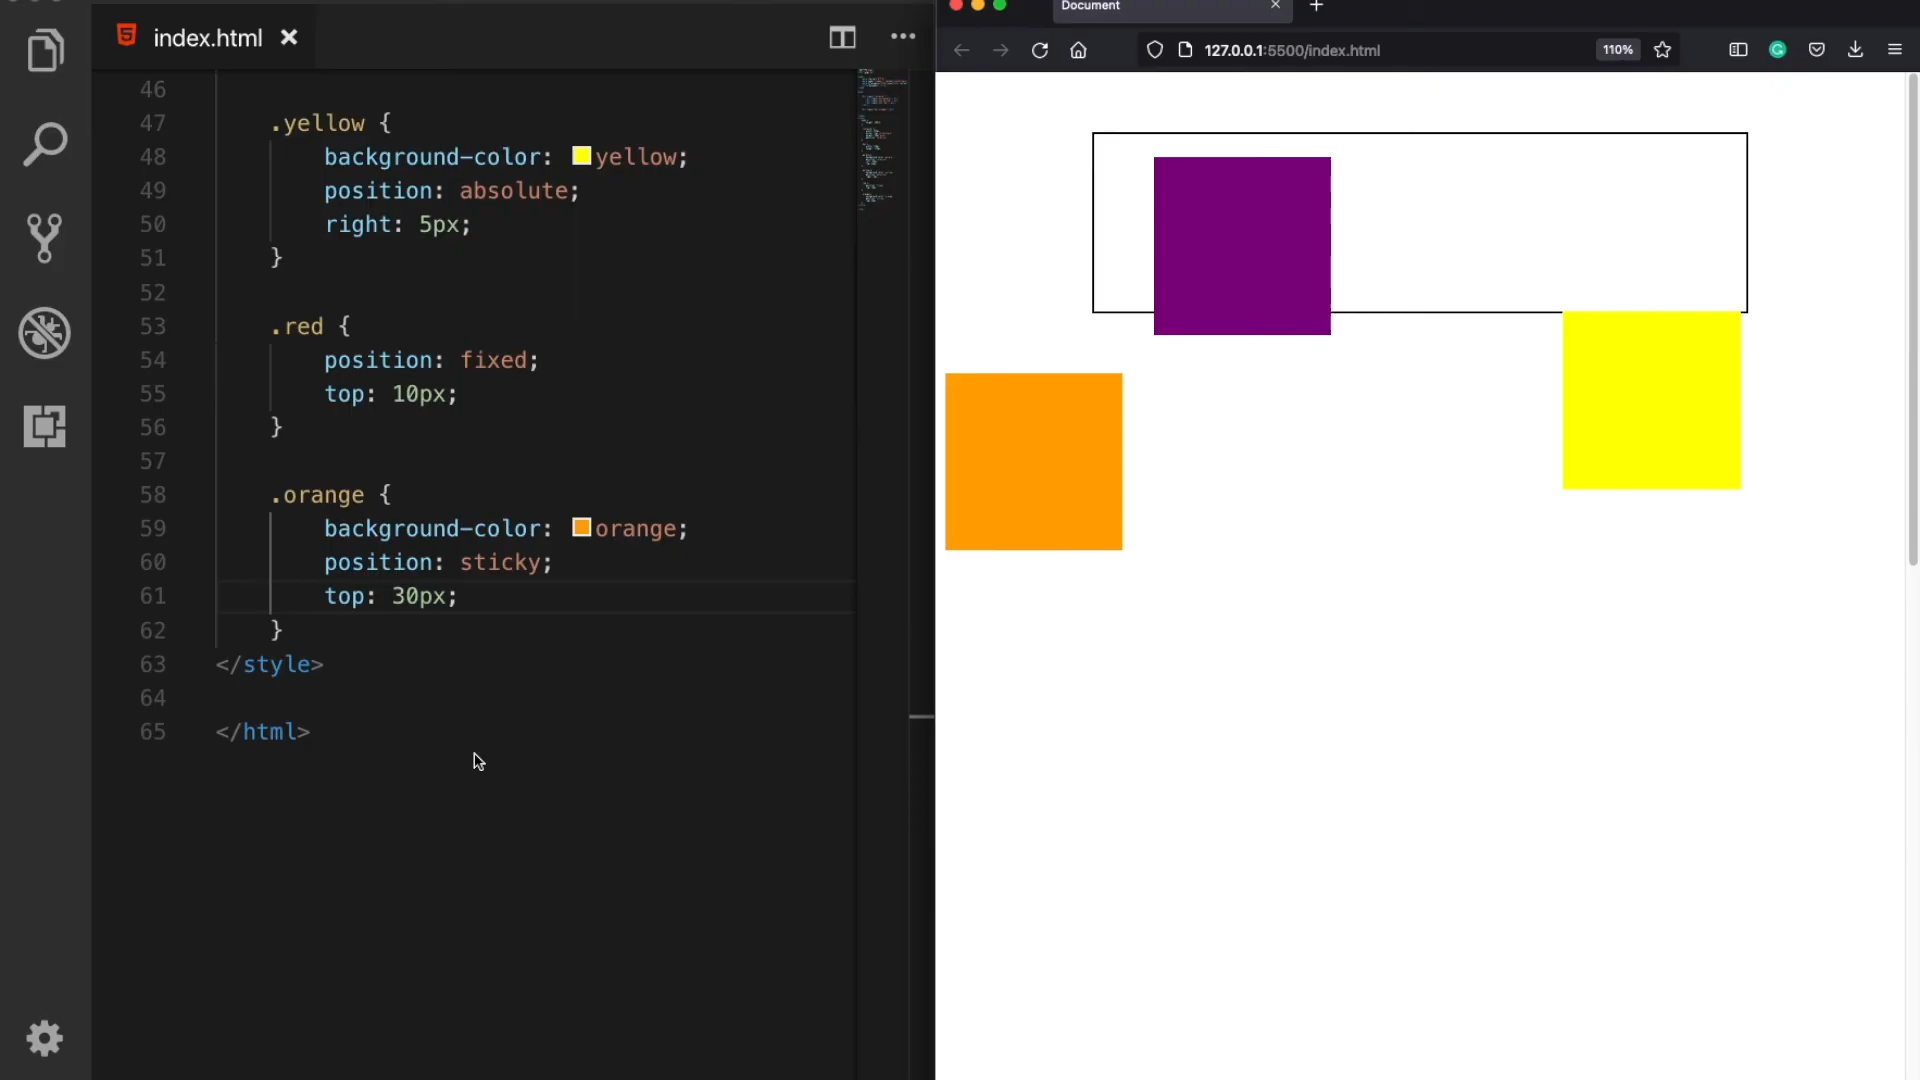 index.html
46
47 .yellow {
48 background-color: yellow;
49 position: absolute;
50 right: 5px;
51 }
52
53 .red {
54 position: fixed;
55 top: 10px;
56 }
57
58 .orange {
59 background-color: orange;
60 position: sticky;
61 top: 30px;
62 }
63 </style>
64
65 </html>
Document
127.0.0.1:5500/index.html 110%